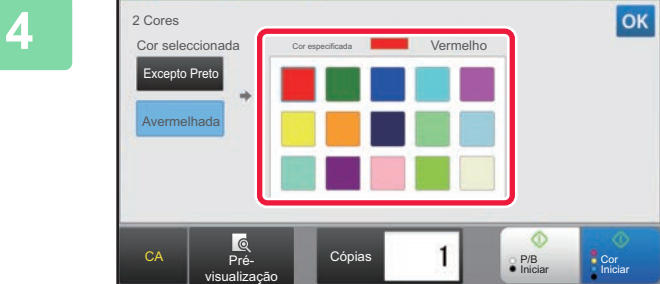 4
2 Cores
OK
Cor seleccionada
Cor especificada
Vermelho
Excepto Preto
Avermelhada
CA
Pré-
visualização
Cópias
1
P/B
Iniciar
Cor
Iniciar